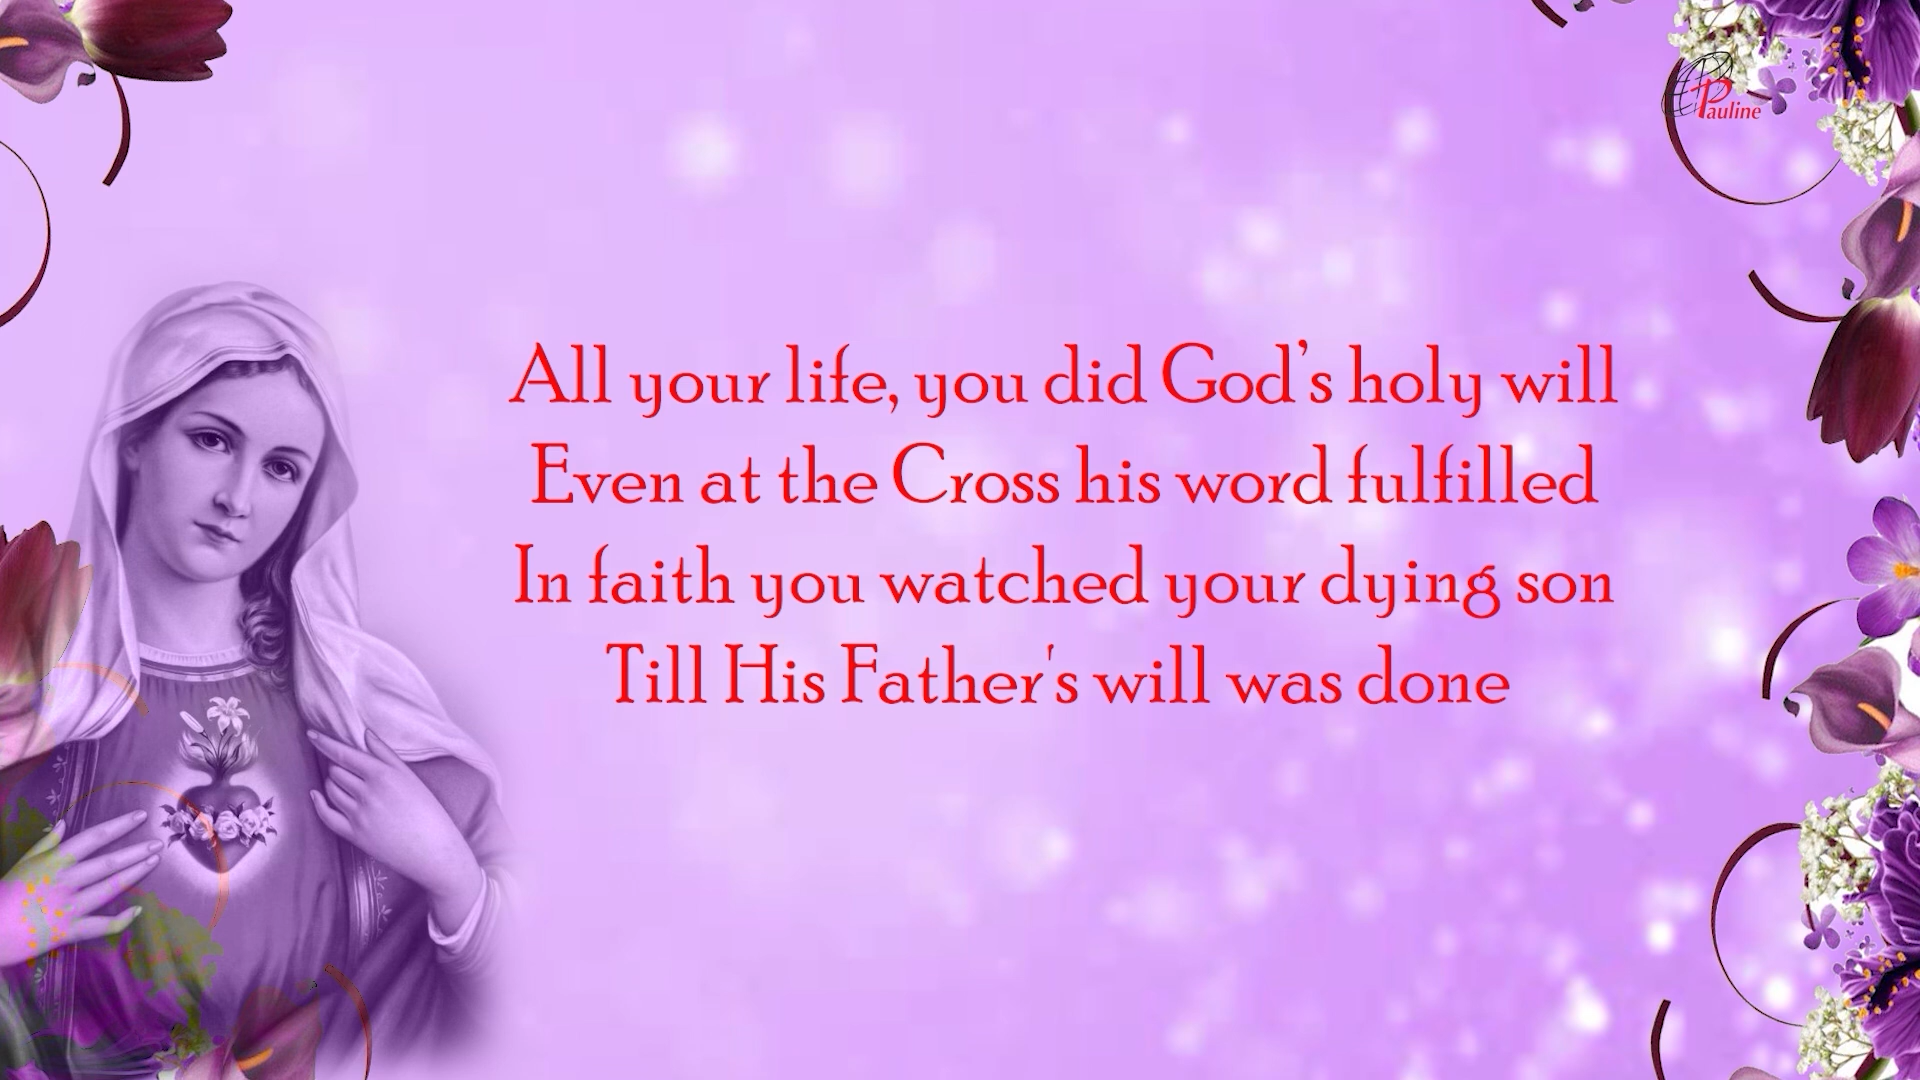 Pauline
All your life, you did God’s holy will
Even at the Cross his word fulfilled
In faith you watched your dying son
Till His Father's will was done